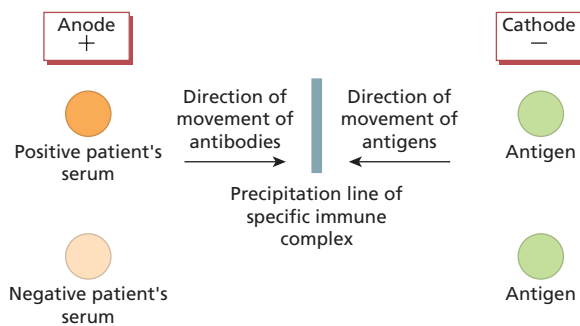 Anode
+
Cathode
−
Direction of
movement of
antibodies
Direction of
movement of
antigens
Positive patient's
serum
Antigen
Precipitation line of
specific immune
complex
Negative patient's
serum
Antigen